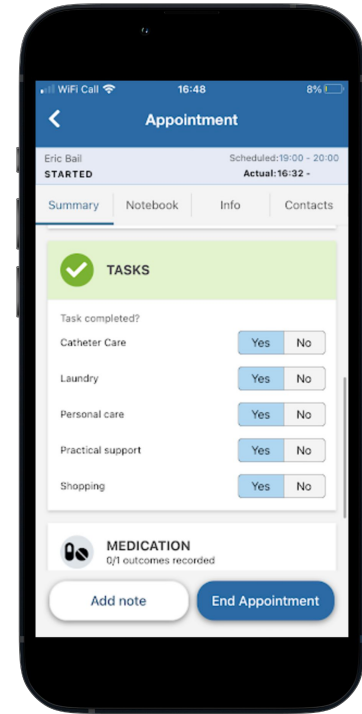 WiFi Call 16:48 8%
Appointment
Eric Bail Scheduled:19:00 - 20:00
STARTED Actual:16:32 -
Summary Notebook Info Contacts
TASKS
Task completed?
Catheter Care Yes No
Laundry Yes No
Personal care Yes No
Practical support Yes No
Shopping Yes No
MEDICATION
0/1 outcomes recorded
Add note End Appointment